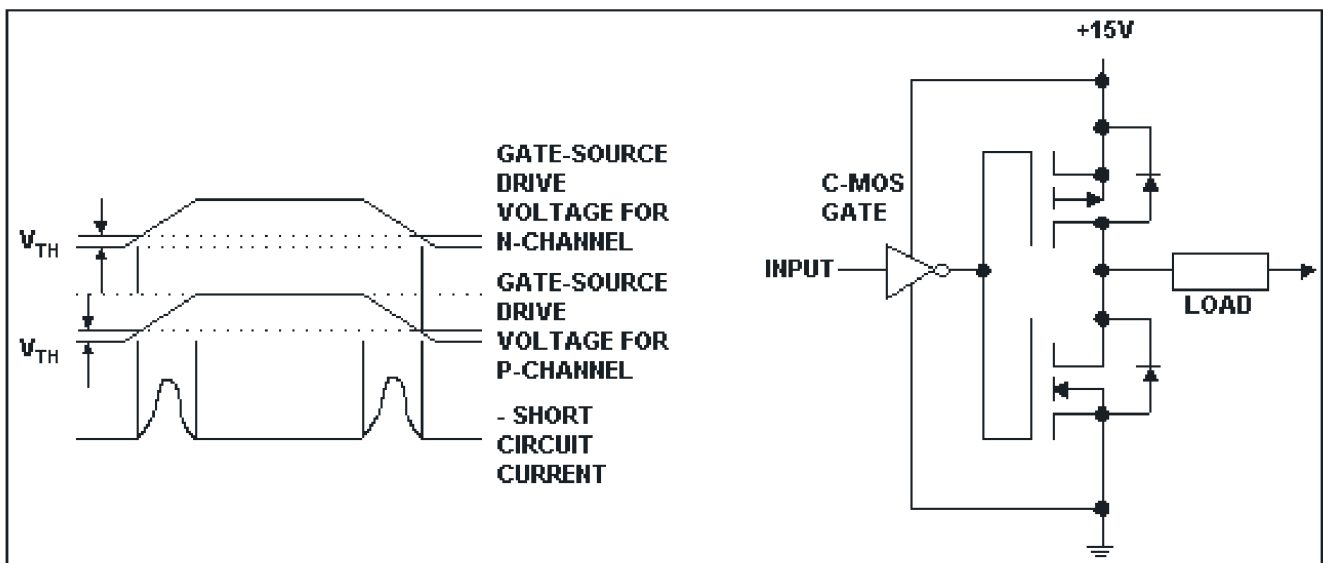 GATE-SOURCE
DRIVE
VOLTAGE FOR
N-CHANNEL
VTH
GATE-SOURCE
DRIVE
VOLTAGE FOR
P-CHANNEL
VTH
- SHORT
CIRCUIT
CURRENT
+15V
C-MOS
GATE
INPUT
LOAD